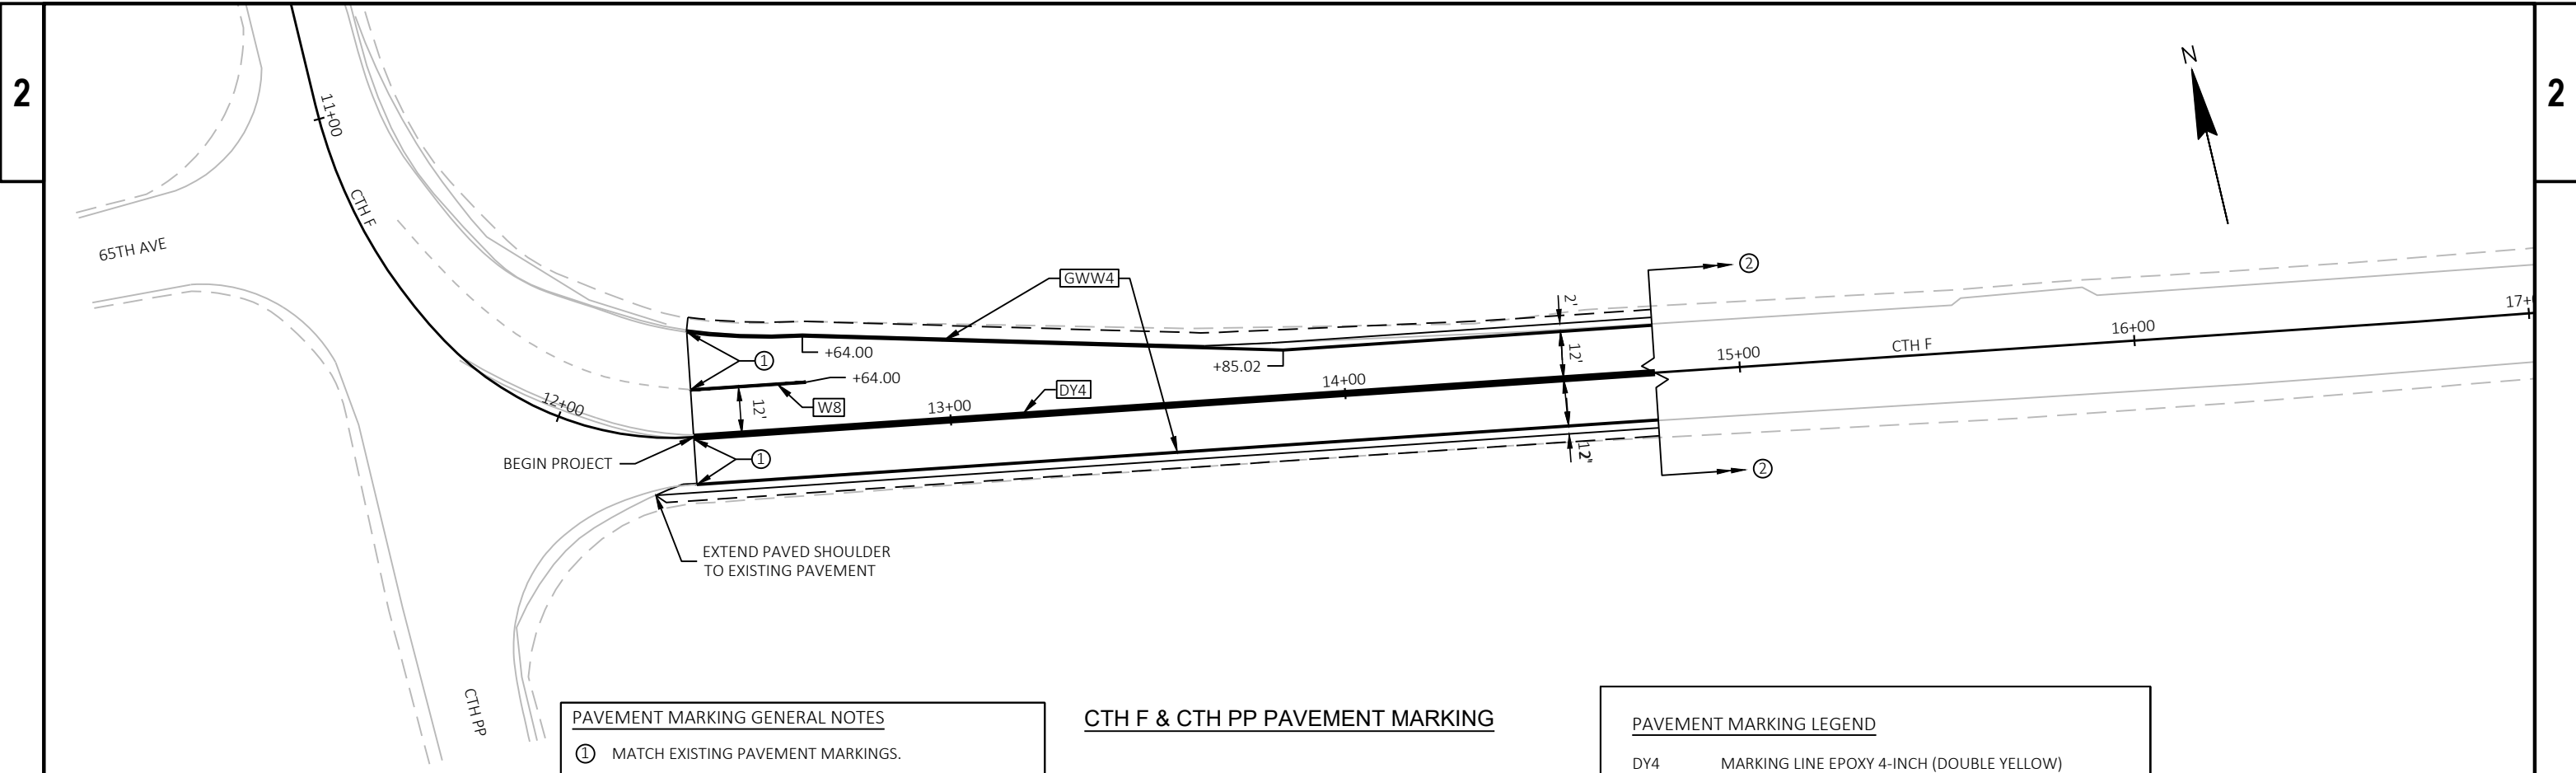 2
2
N
11+00
CTH F
65TH AVE
GWW4
2
2'
17+
16+00
+64.00
1
12'
15+00
CTH F
+85.02
+64.00
14+00
DY4
W8
12'
13+00
12+00
BEGIN PROJECT
1
12'
2
EXTEND PAVED SHOULDER
TO EXISTING PAVEMENT
CTH PP
PAVEMENT MARKING GENERAL NOTES
1 MATCH EXISTING PAVEMENT MARKINGS.
CTH F & CTH PP PAVEMENT MARKING
PAVEMENT MARKING LEGEND
DY4 MARKING LINE EPOXY 4-INCH (DOUBLE YELLOW)